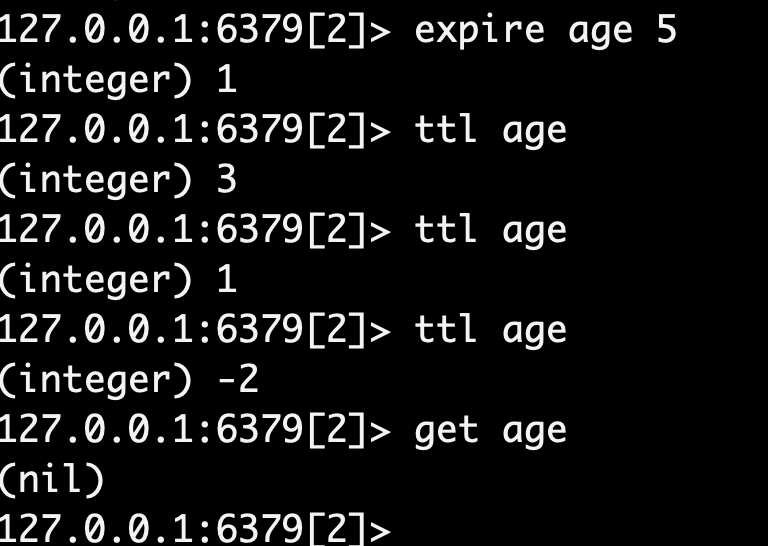 127.0.0.1:6379[2]> expire age 5
(integer) 1
127.0.0.1:6379[2]> ttl age
(integer) 3
127.0.0.1:6379[2]> ttl age
(integer) 1
127.0.0.1:6379[2]> ttl age
(integer) -2
127.0.0.1:6379[2]> get age
(nil)
127.0.0.1:6379[2]>